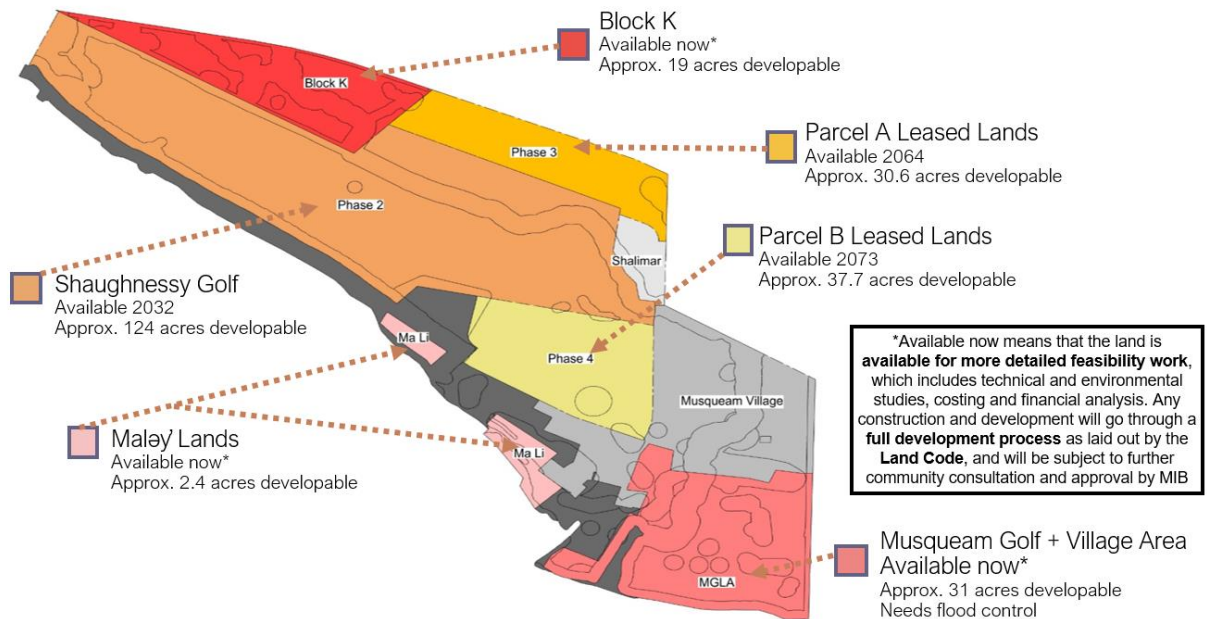 Block K
Available now*
Approx. 19 acres developable
Block K
Parcel A Leased Lands
Available 2064
Approx. 30.6 acres developable
Phase 3
Phase 2
Parcel B Leased Lands
Available 2073
Approx. 37.7 acres developable
Shalimar
Shaughnessy Golf
Available 2032
Approx. 124 acres developable
Ma Li
Phase 4
Musqueam Village
*Available now means that the land is
available for more detailed feasibility work,
which includes technical and environmental
studies, costing and financial analysis. Any
construction and development will go through a
full development process as laid out by the
Land Code, and will be subject to further
community consultation and approval by MIB
Maləy̓ Lands
Available now*
Approx. 2.4 acres developable
Ma Li
Musqueam Golf + Village Area
Available now*
Approx. 31 acres developable
Needs flood control
MGLA